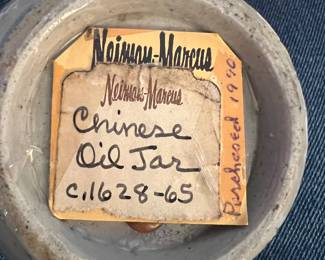 Neiman-Marcus
Neiman-Marcus
Chinese
Oil Jar
c.1628-65
Purchased 1970